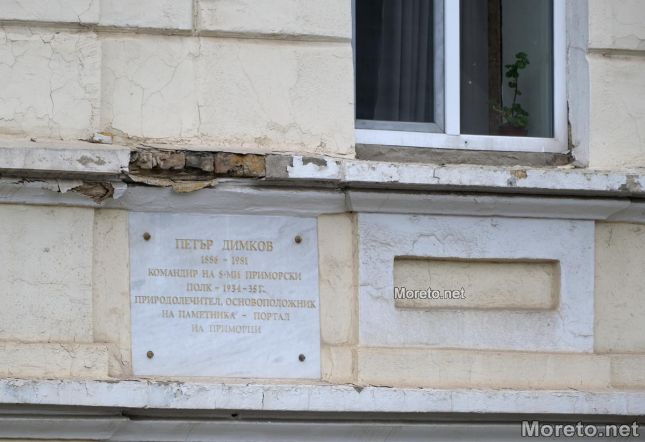 ПЕТЪР ДИМКОВ
1886 - 1981
КОМАНДИР НА 8-МИ ПРИМОРСКИ
ПОЛК - 1934-35 Г.
ПРИРОДОЛЕЧИТЕЛ, ОСНОВОПОЛОЖНИК
НА ПАМЕТНИКА - ПОРТАЛ
НА ПРИМОРЦИ
Moreto.net
Moreto.net